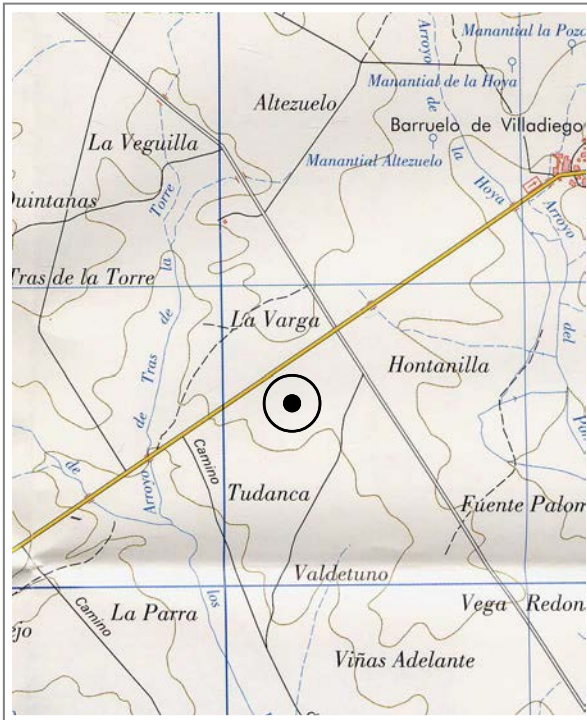 Manantial la Poz
Manantial de la Hoya
Altezuelo
Arroyo de la Hoya
Barruelo de Villadiego
La Veguilla
Manantial Altezuelo
Quintanas
Arroyo del
Tras de la Torre
La Varga
Hontanilla
Arroyo de Tras de la Torre
Camino
Tudanca
de
Fuente Palom
Valdetuno
los
Camino
La Parra
Vega Redon
ejo
Viñas Adelante